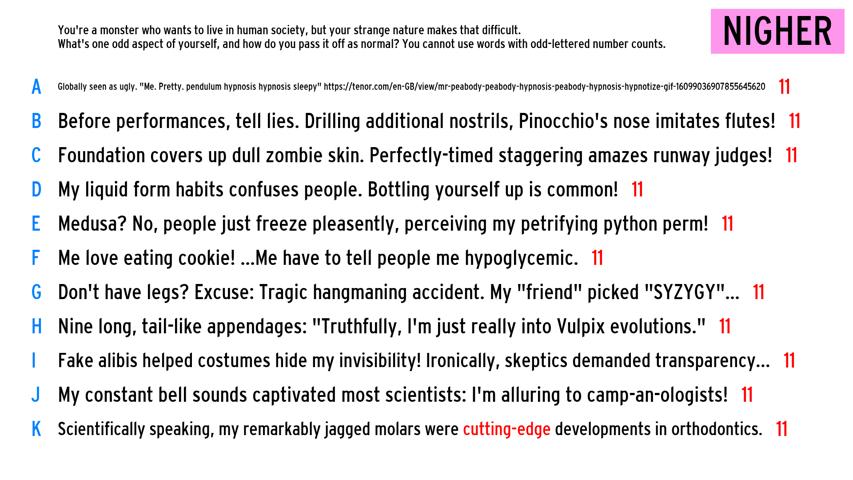 You're a monster who wants to live in human society, but your strange nature makes that difficult.
What's one odd aspect of yourself, and how do you pass it off as normal? You cannot use words with odd-lettered number counts.
NIGHER
A Globally seen as ugly. "Me. Pretty. pendulum hypnosis hypnosis sleepy" https://tenor.com/en-GB/view/mr-peabody-peabody-hypnosis-peabody-hypnosis-hypnotize-gif-16099036907855645620 11
B Before performances, tell lies. Drilling additional nostrils, Pinocchio's nose imitates flutes! 11
C Foundation covers up dull zombie skin. Perfectly-timed staggering amazes runway judges! 11
D My liquid form habits confuses people. Bottling yourself up is common! 11
E Medusa? No, people just freeze pleasently, perceiving my petrifying python perm! 11
F Me love eating cookie! ...Me have to tell people me hypoglycemic. 11
G Don't have legs? Excuse: Tragic hangmaning accident. My "friend" picked "SYZYGY"... 11
H Nine long, tail-like appendages: "Truthfully, I'm just really into Vulpix evolutions." 11
I Fake alibis helped costumes hide my invisibility! Ironically, skeptics demanded transparency... 11
J My constant bell sounds captivated most scientists: I'm alluring to camp-an-ologists! 11
K Scientifically speaking, my remarkably jagged molars were cutting-edge developments in orthodontics. 11